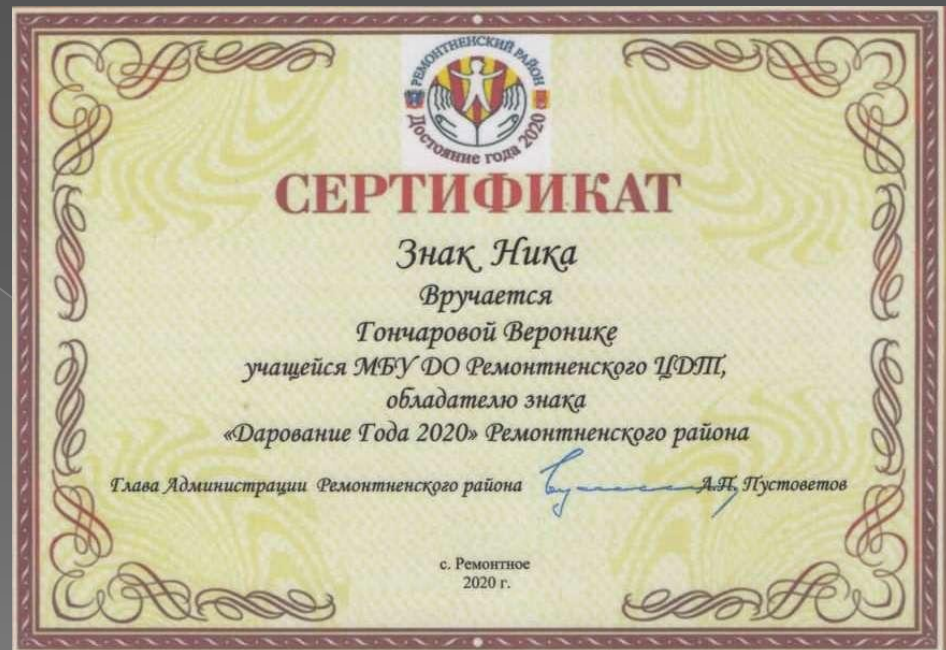 РЕМОНТНЕНСКИЙ РАЙОН
Достояние года 2020
СЕРТИФИКАТ
Знак Ника
Вручается
Гончаровой Веронике
учащейся МБУ ДО Ремонтненского ЦДТ,
обладателю знака
«Дарование Года 2020» Ремонтненского района
Глава Администрации Ремонтненского района А.П. Пустоветов
с. Ремонтное
2020 г.